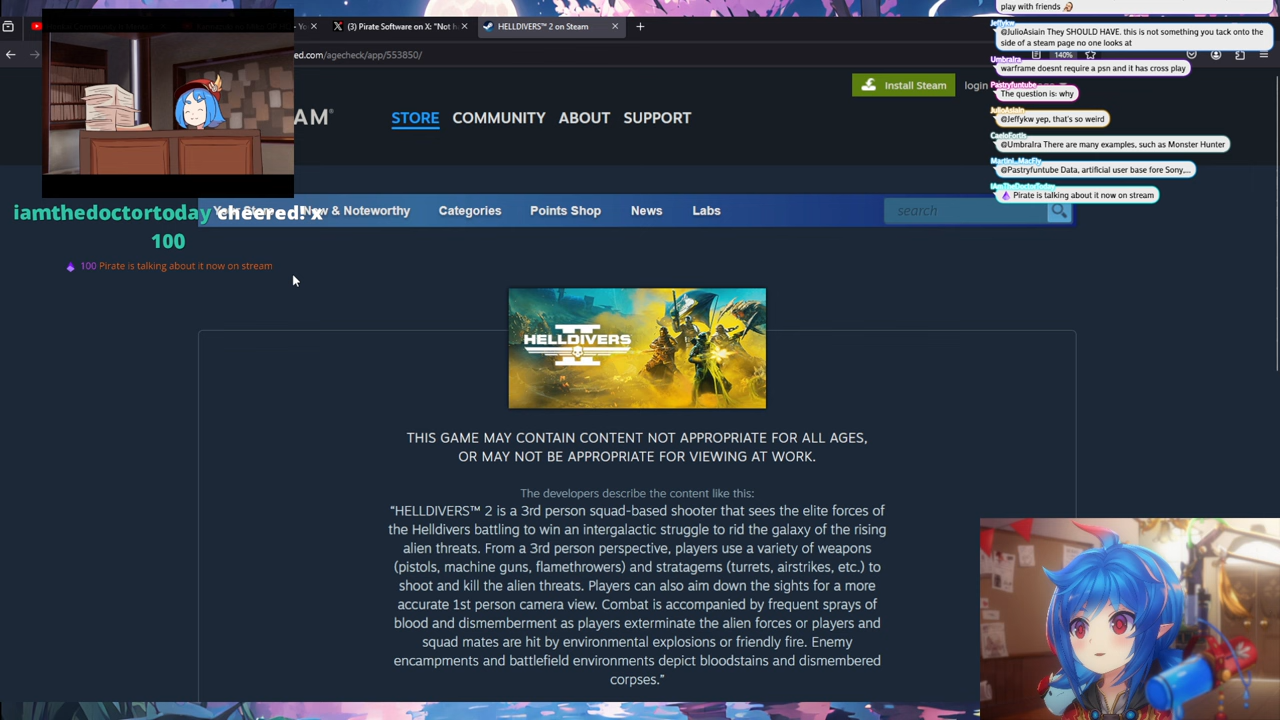 (3) Pirate Software on X: "Not
HELLDIVERS™ 2 on Steam
ed.com/agecheck/app/553850/
140%
Install Steam
login
STORE
COMMUNITY
ABOUT
SUPPORT
& Noteworthy
Categories
Points Shop
News
Labs
search
iamthedoctortoday cheered! x
100
100 Pirate is talking about it now on stream
HELLDIVERS
II
THIS GAME MAY CONTAIN CONTENT NOT APPROPRIATE FOR ALL AGES,
OR MAY NOT BE APPROPRIATE FOR VIEWING AT WORK.
The developers describe the content like this:
“HELLDIVERS™ 2 is a 3rd person squad-based shooter that sees the elite forces of
the Helldivers battling to win an intergalactic struggle to rid the galaxy of the rising
alien threats. From a 3rd person perspective, players use a variety of weapons
(pistols, machine guns, flamethrowers) and stratagems (turrets, airstrikes, etc.) to
shoot and kill the alien threats. Players can also aim down the sights for a more
accurate 1st person camera view. Combat is accompanied by frequent sprays of
blood and dismemberment as players exterminate the alien forces or players and
squad mates are hit by environmental explosions or friendly fire. Enemy
encampments and battlefield environments depict bloodstains and dismembered
corpses.”
play with friends
Jeffykw
@JulioAsiain They SHOULD HAVE. this is not something you tack onto the
side of a steam page no one looks at
UmbraIra
warframe doesnt require a psn and it has cross play
Pastryfuntube
The question is: why
JulioAsiain
@Jeffykw yep, that's so weird
CaeloFortis
@UmbraIra There are many examples, such as Monster Hunter
Martini_MacFly
@Pastryfuntube Data, artificial user base fore Sony,...
IAmTheDoctorToday
Pirate is talking about it now on stream